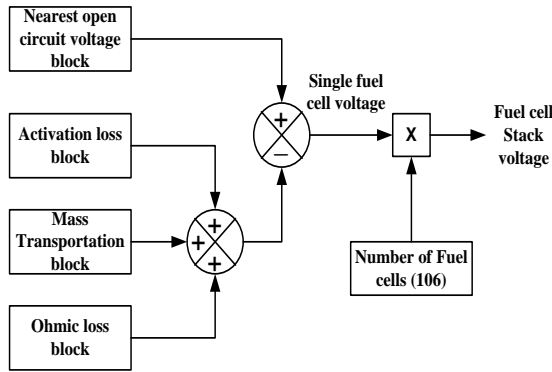 Nearest open
circuit voltage
block
Single fuel
cell voltage
Fuel cell
Stack
voltage
+
−
X
Activation loss
block
Mass
Transportation
block
+
+
+
Number of Fuel
cells (106)
Ohmic loss
block